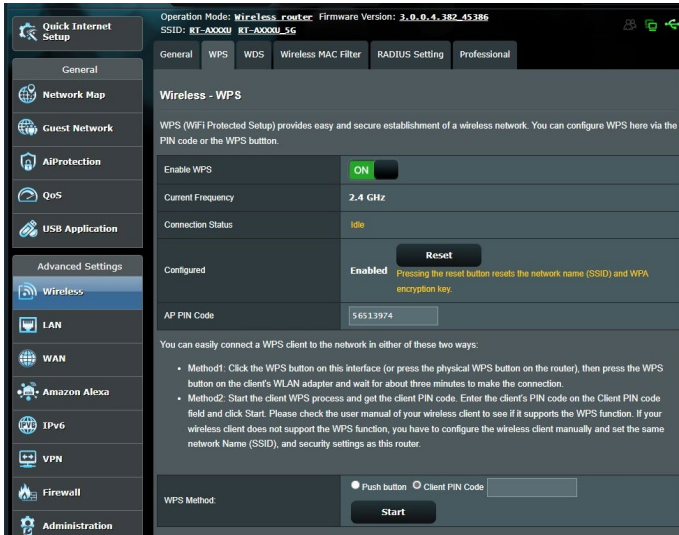 Quick Internet
Setup
General
Network Map
Guest Network
AiProtection
QoS
USB Application
Advanced Settings
Wireless
LAN
WAN
Amazon Alexa
IPv6
VPN
Firewall
Administration
Operation Mode: Wireless router Firmware Version: 3.0.0.4.382_45386
SSID: RT-AXXXU RT-AXXXU_5G
General WPS WDS Wireless MAC Filter RADIUS Setting Professional
Wireless - WPS
WPS (WiFi Protected Setup) provides easy and secure establishment of a wireless network. You can configure WPS here via the
PIN code or the WPS buttton.
Enable WPS ON
Current Frequency 2.4 GHz
Connection Status Idle
Configured Enabled Reset
Pressing the reset button resets the network name (SSID) and WPA
encryption key.
AP PIN Code 56513974
You can easily connect a WPS client to the network in either of these two ways:
• Method1: Click the WPS button on this interface (or press the physical WPS button on the router), then press the WPS
button on the client's WLAN adapter and wait for about three minutes to make the connection.
• Method2: Start the client WPS process and get the client PIN code. Enter the client's PIN code on the Client PIN code
field and click Start. Please check the user manual of your wireless client to see if it supports the WPS function. If your
wireless client does not support the WPS function, you have to configure the wireless client manually and set the same
network Name (SSID), and security settings as this router.
WPS Method: Push button Client PIN Code
Start